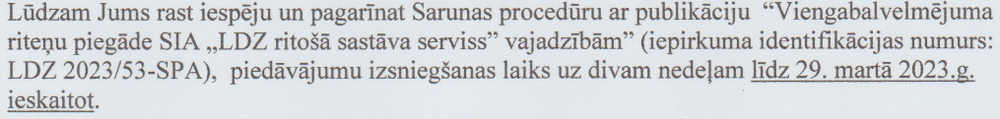 Lūdzam Jums rast iespēju un pagarīnat Sarunas procedūru ar publikāciju “Viengabalvelmējuma
riteņu piegāde SIA „LDZ ritošā sastāva serviss” vajadzībām” (iepirkuma identifikācijas numurs:
LDZ 2023/53-SPA), piedāvājumu izsniegšanas laiks uz divam nedeļam līdz 29. martā 2023.g.
ieskaitot.